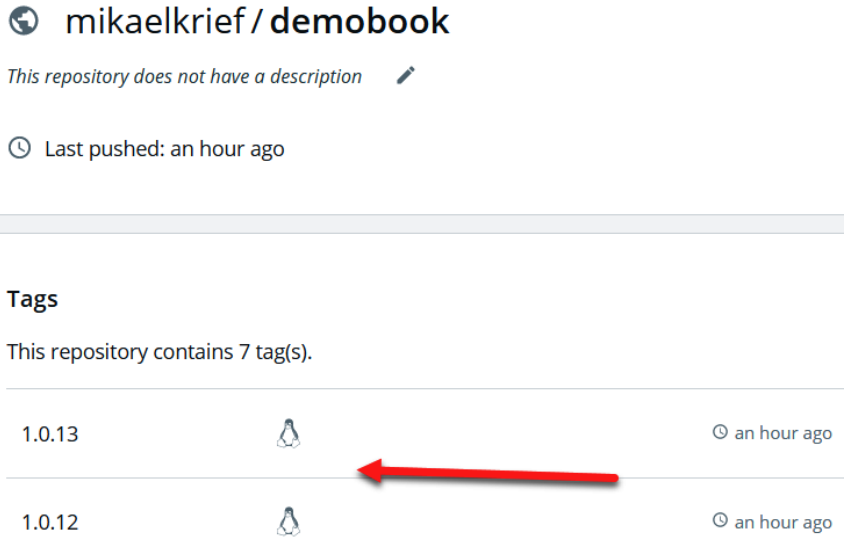 mikaelkrief / demobook
This repository does not have a description
Last pushed: an hour ago
Tags
This repository contains 7 tag(s).
1.0.13 an hour ago
1.0.12 an hour ago